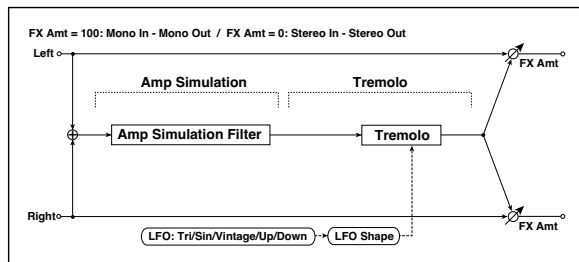 FX Amt = 100: Mono In - Mono Out / FX Amt = 0: Stereo In - Stereo Out
Left
FX Amt
Amp Simulation
Tremolo
Amp Simulation Filter
Tremolo
Right
FX Amt
LFO: Tri/Sin/Vintage/Up/Down
LFO Shape